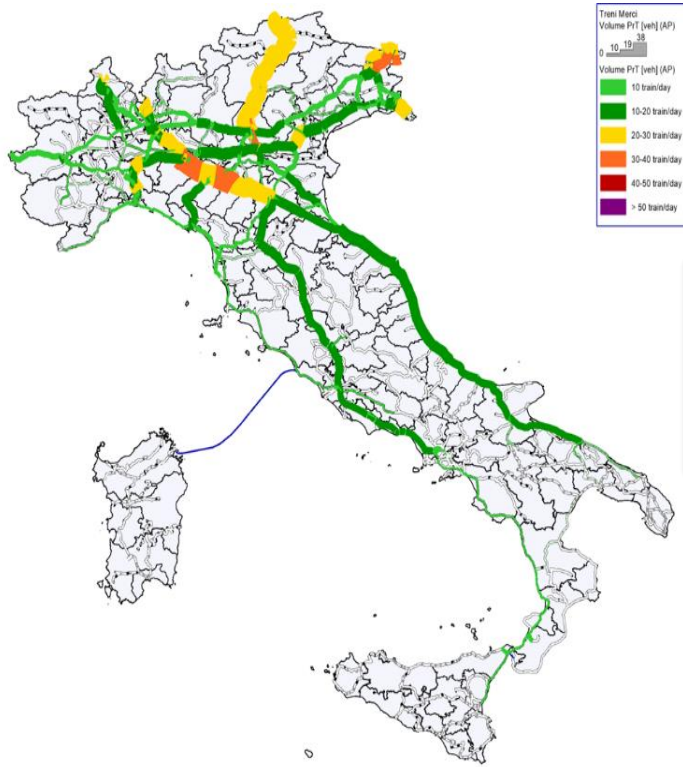 Treni Merci
Volume PrT [veh] (AP)
0 10 19 38
Volume PrT [veh] (AP)
10 train/day
10-20 train/day
20-30 train/day
30-40 train/day
40-50 train/day
> 50 train/day